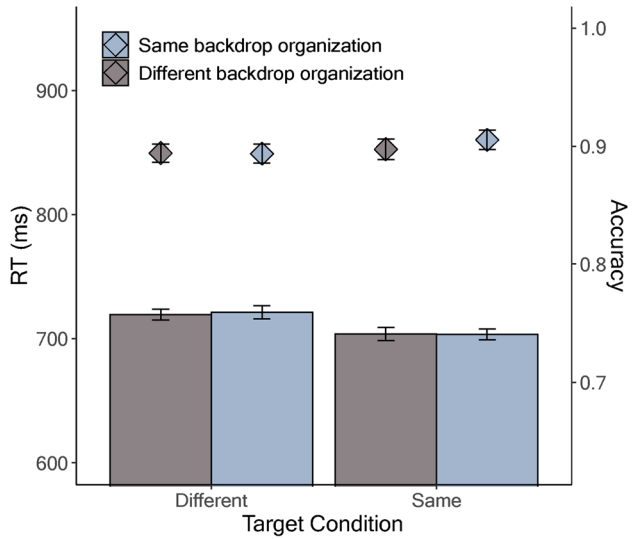 Same backdrop organization
Different backdrop organization
RT (ms)
900
800
700
600
1.0
0.9
0.8
0.7
Accuracy
Different
Same
Target Condition